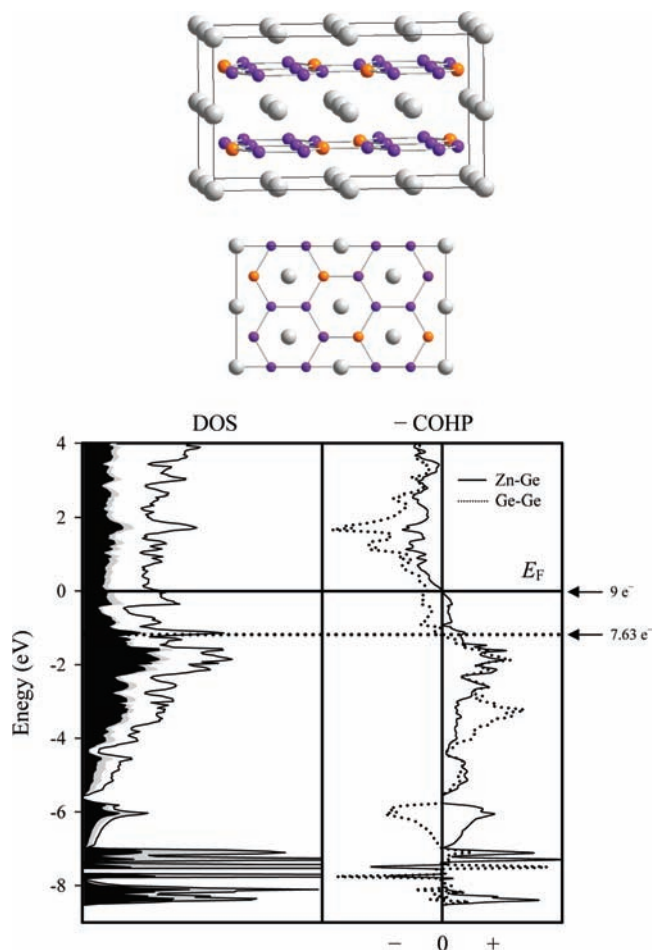 DOS
− COHP
4
2
0
-2
-4
-6
-8
Enegy (eV)
Zn-Ge
Ge-Ge
E_F
9 e⁻
7.63 e⁻
− 0 +